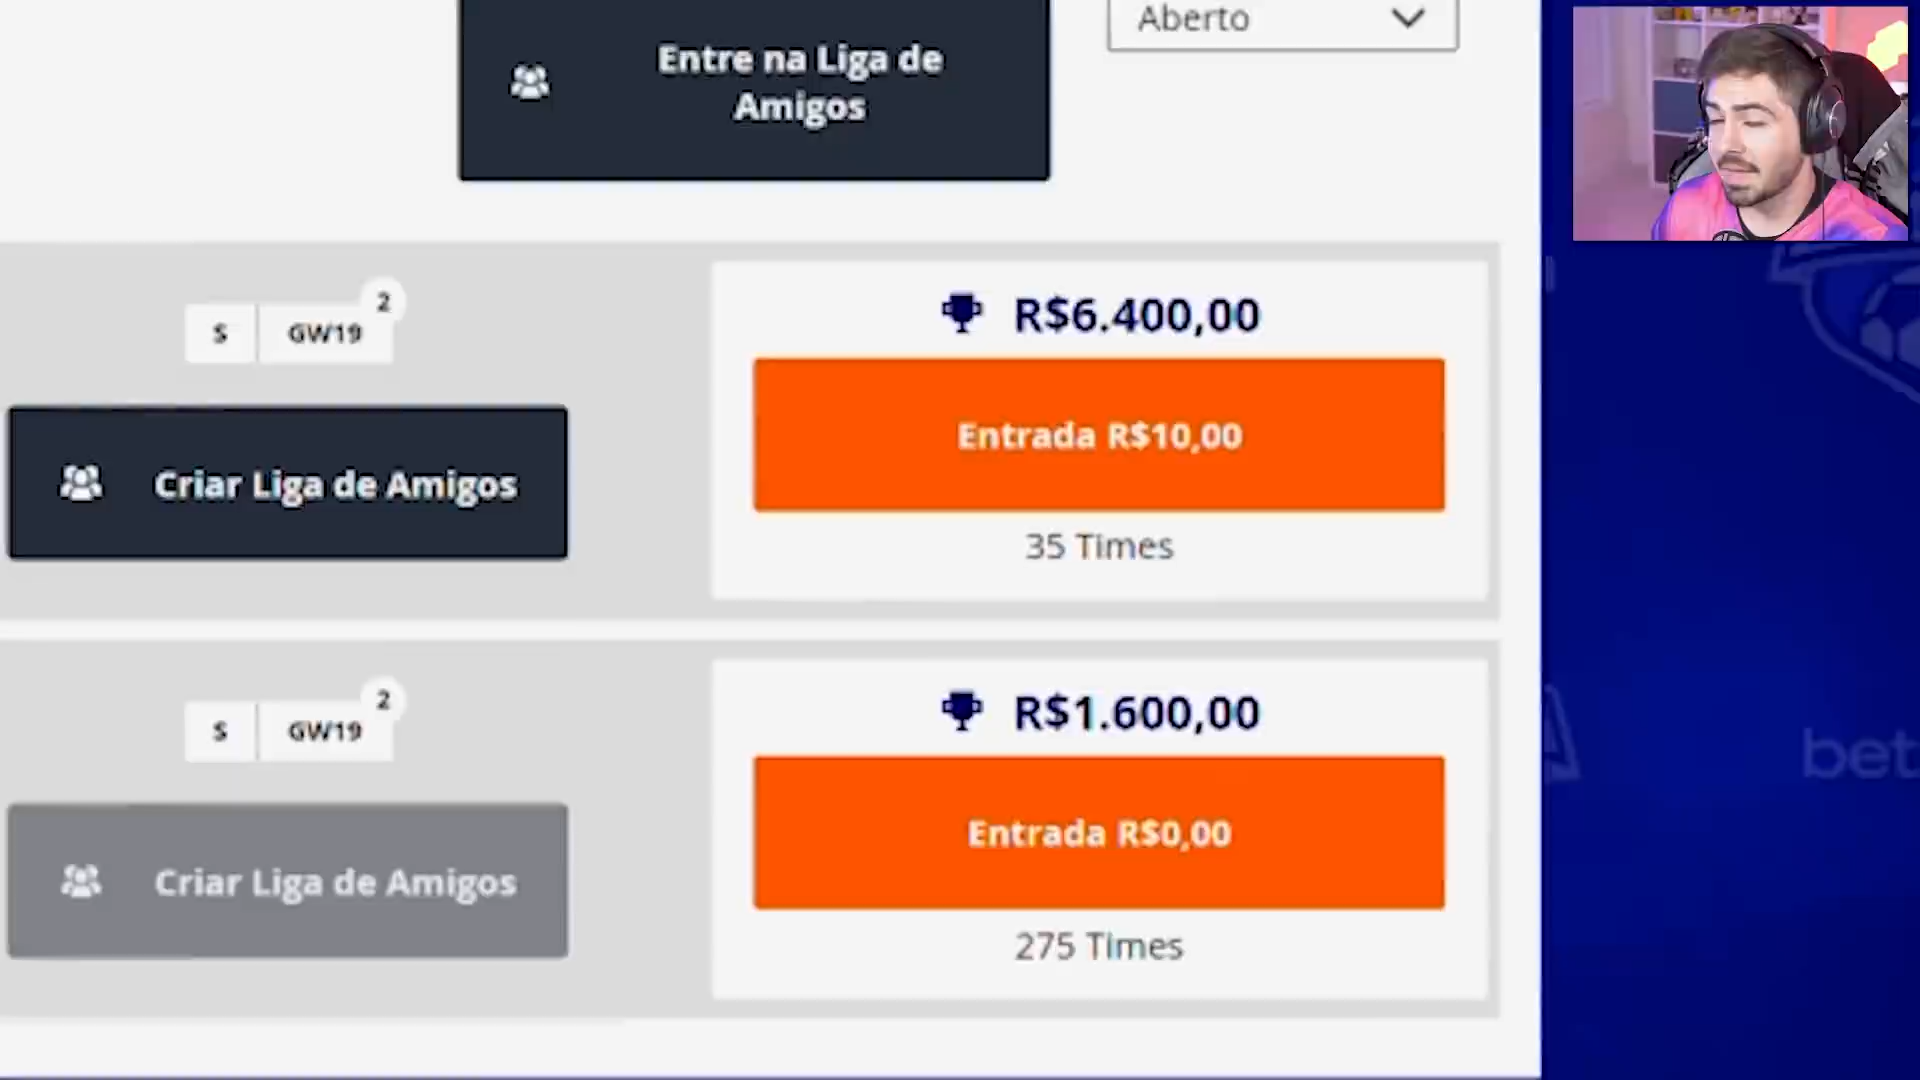 Entre na Liga de
Amigos
Aberto
S
GW19
2
R$6.400,00
Criar Liga de Amigos
Entrada R$10,00
35 Times
S
GW19
2
R$1.600,00
Criar Liga de Amigos
Entrada R$0,00
275 Times
bet